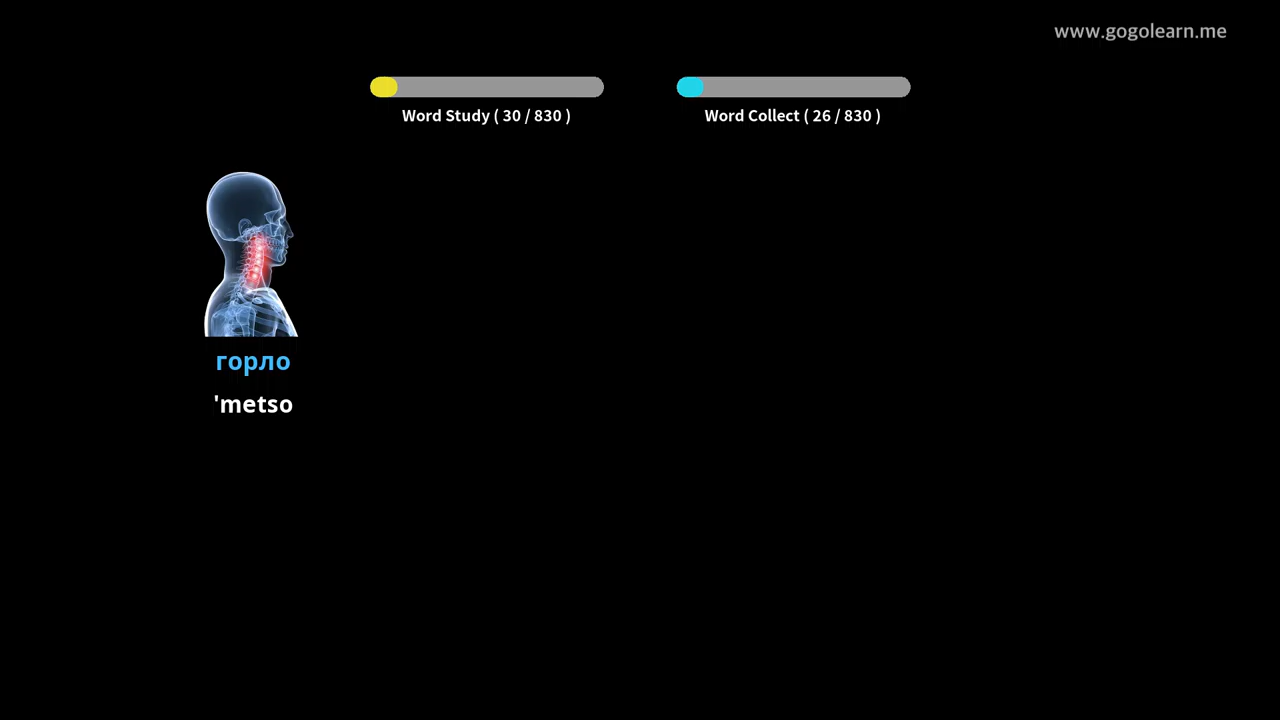 www.gogolearn.me
Word Study ( 30 / 830 )
Word Collect ( 26 / 830 )
горло
'metso